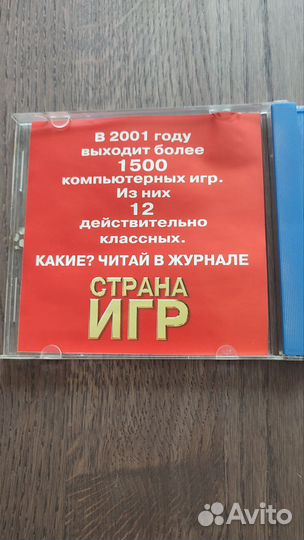 В 2001 году
выходит более
1500
компьютерных игр.
Из них
12
действительно
классных.
КАКИЕ? ЧИТАЙ В ЖУРНАЛЕ
СТРАНА
ИГР
Avito